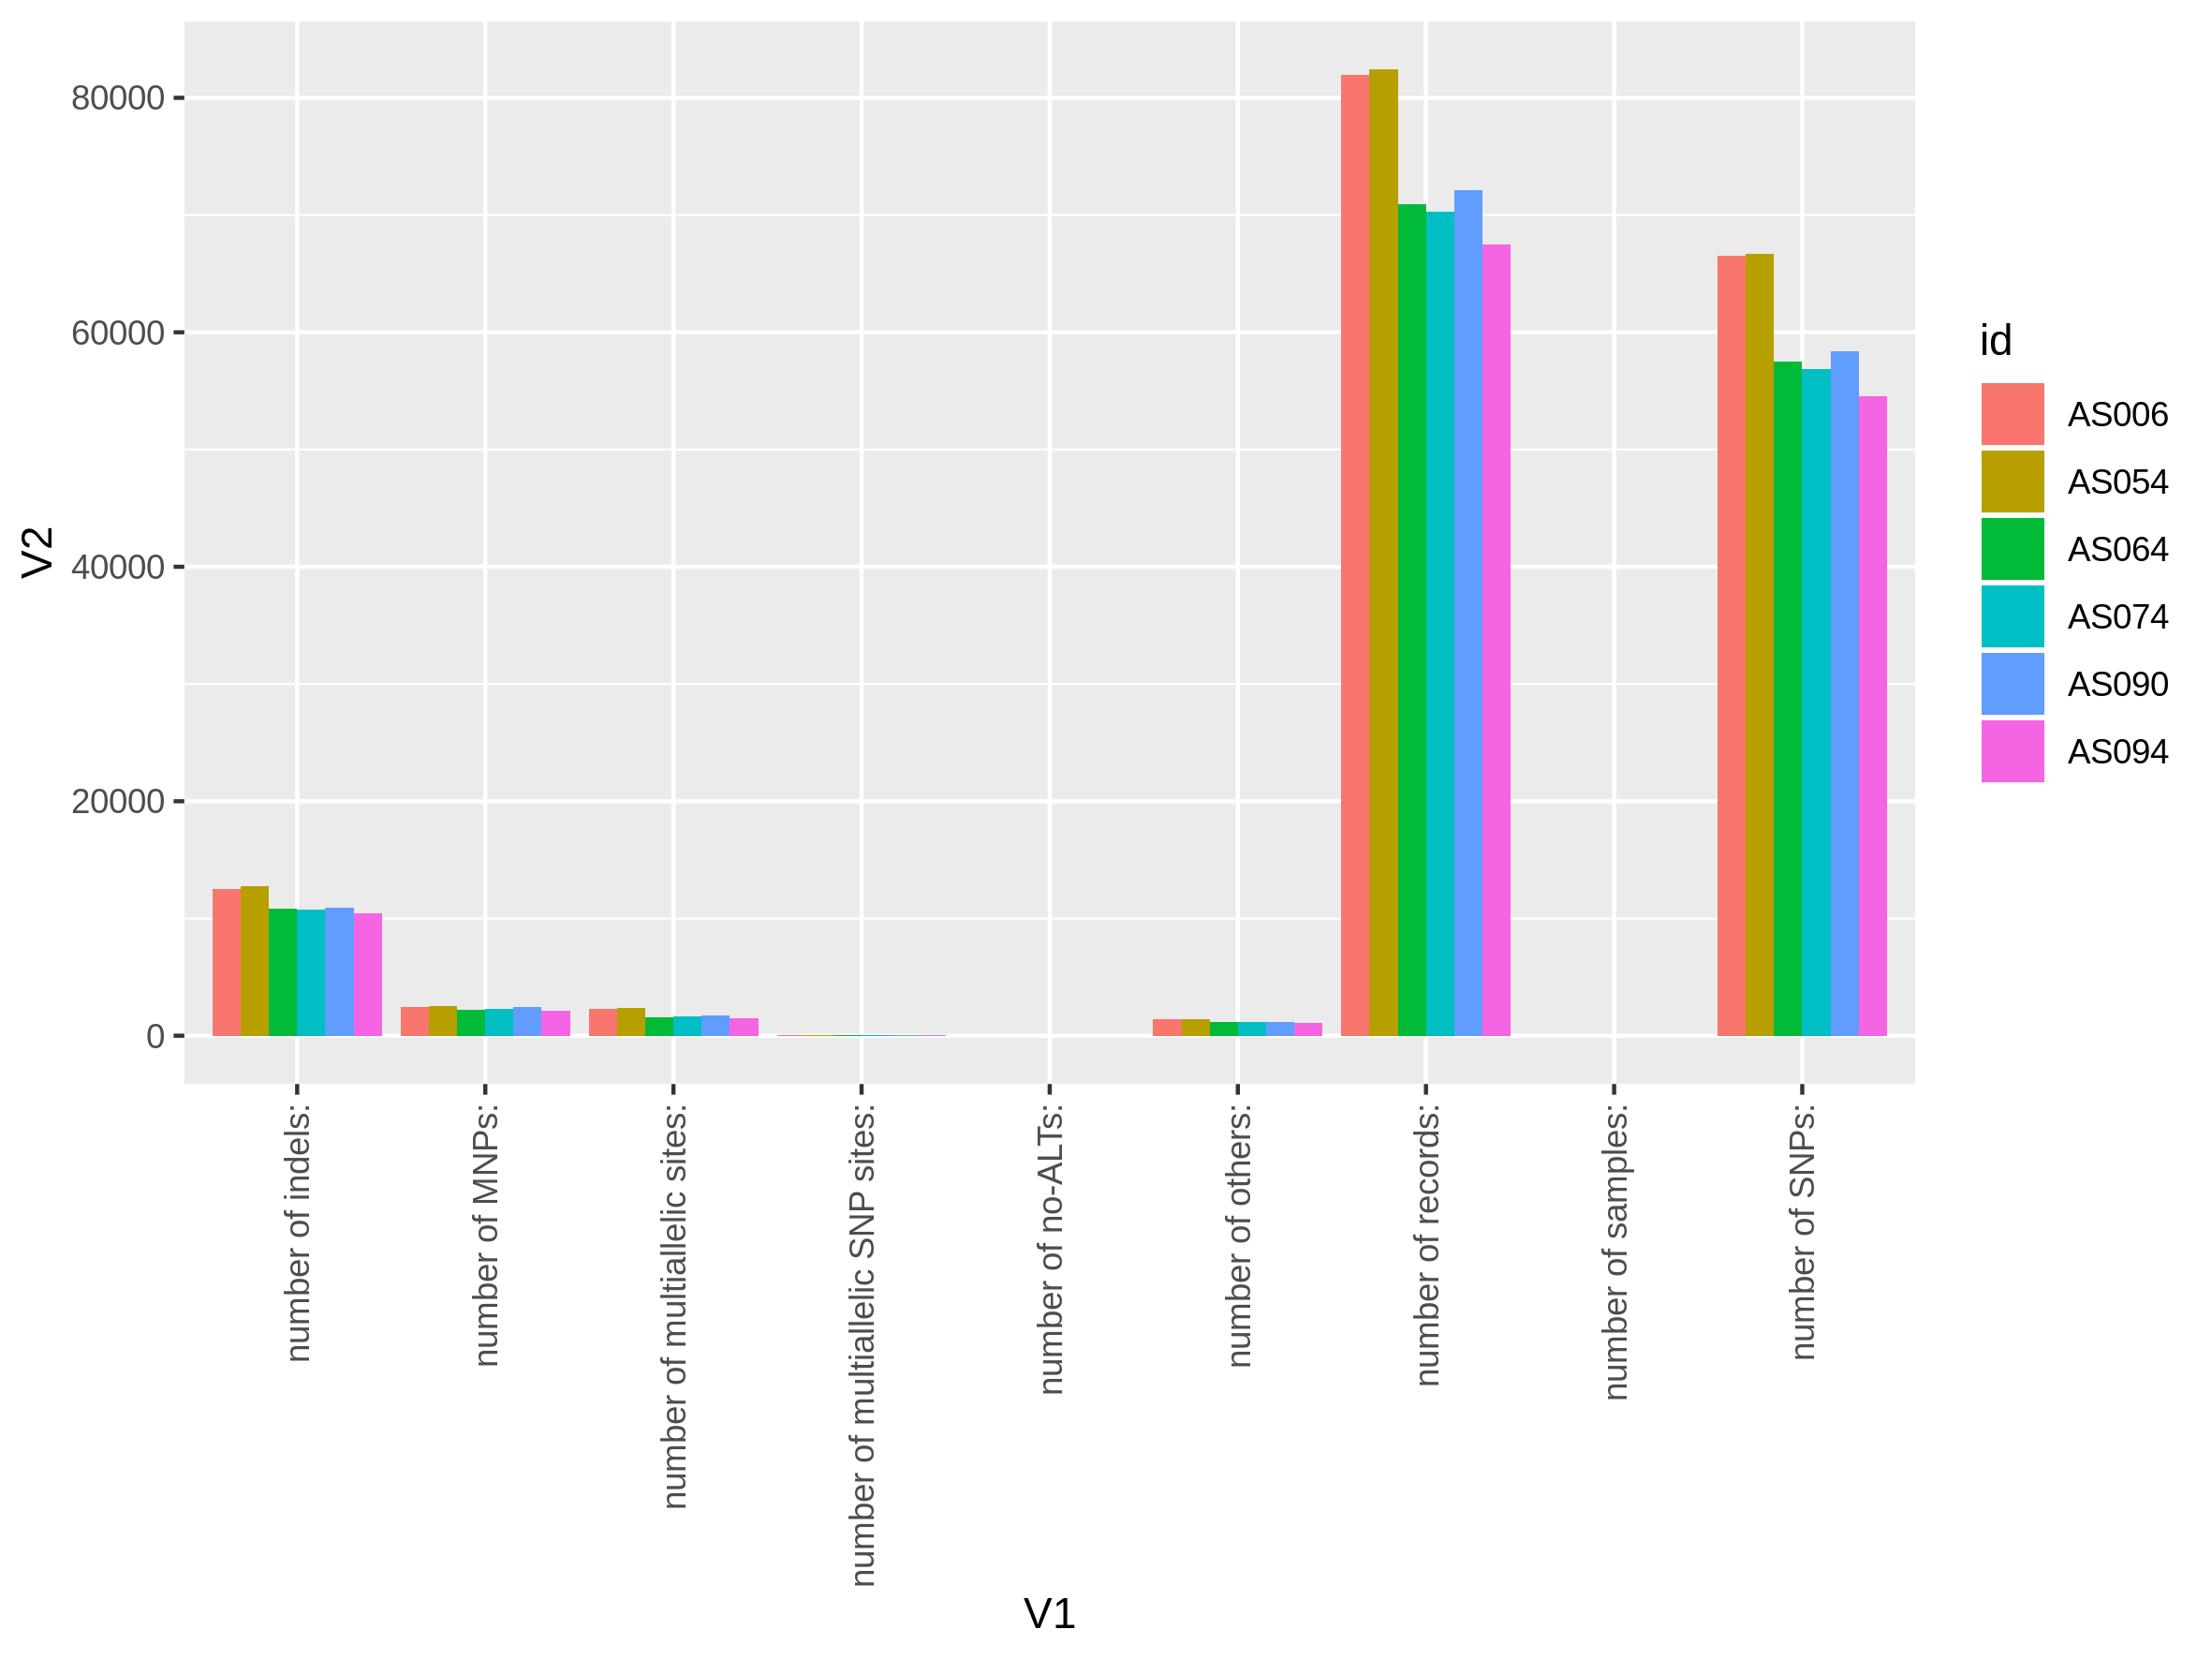 80000
60000
40000
20000
0
V2
number of indels:
number of MNPs:
number of multiallelic sites:
number of multiallelic SNP sites:
number of no-ALTs:
number of others:
number of records:
number of samples:
number of SNPs:
V1
id
AS006
AS054
AS064
AS074
AS090
AS094